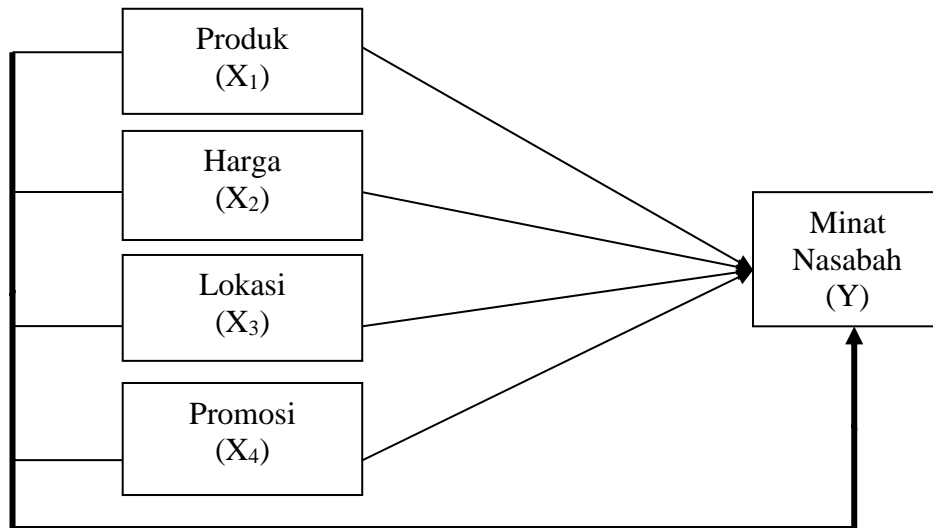 Produk
(X₁)
Harga
(X₂)
Lokasi
(X₃)
Promosi
(X₄)
Minat
Nasabah
(Y)